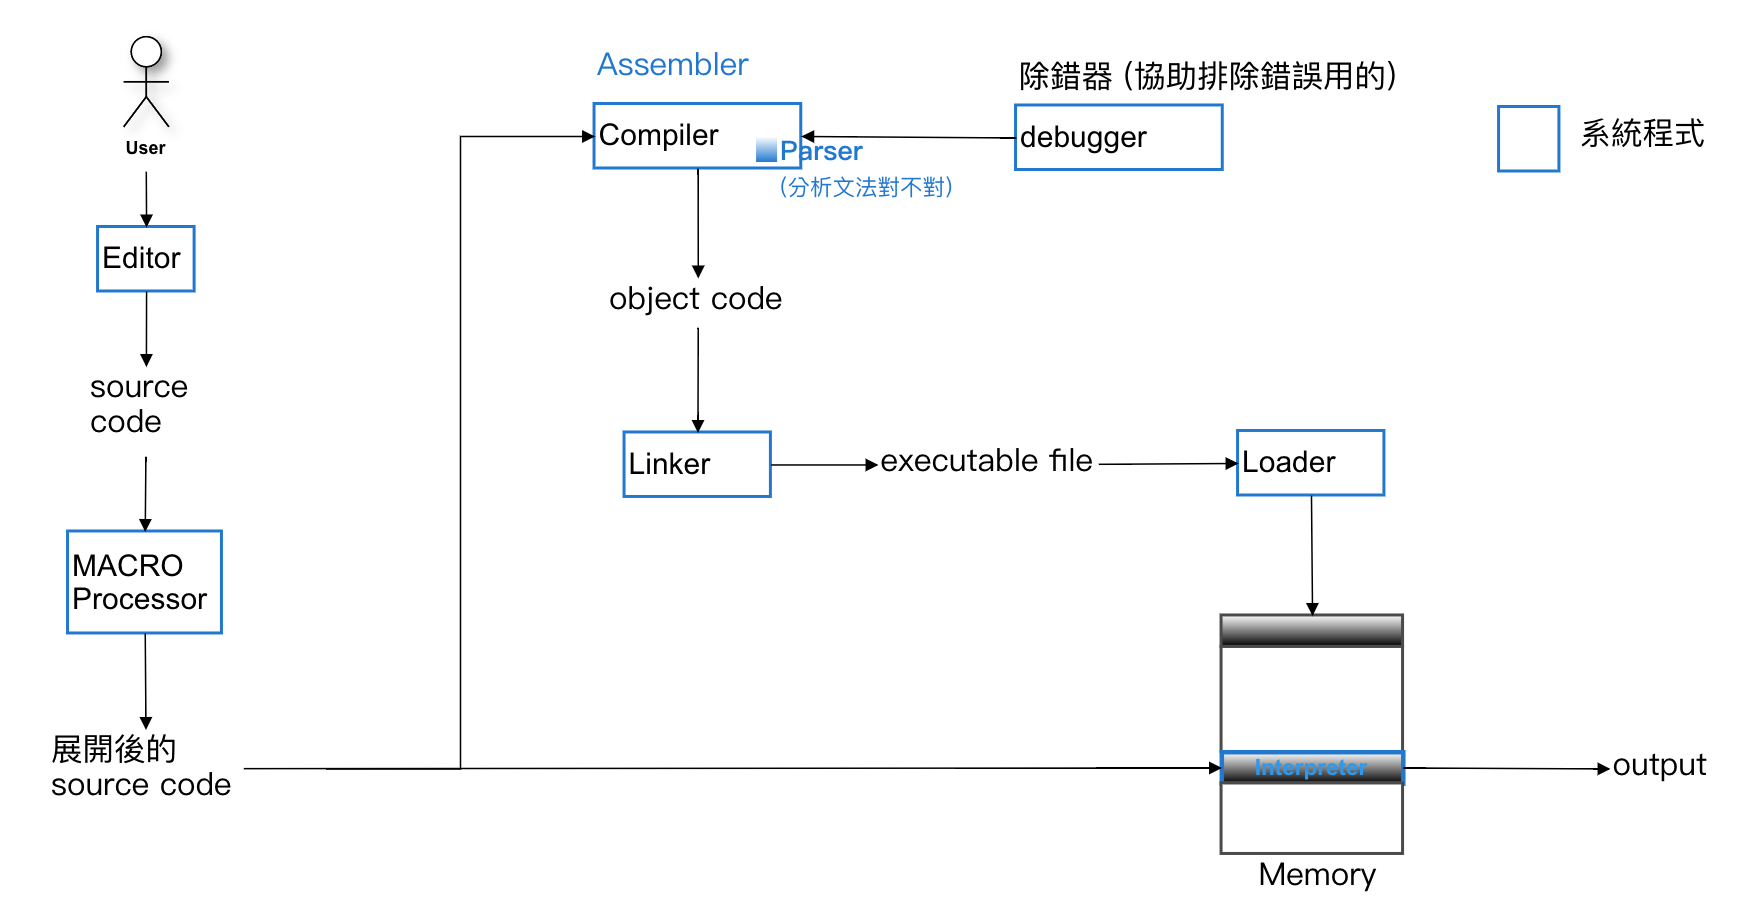 User
Editor
source
code
MACRO
Processor
展開後的
source code
Assembler
Compiler
Parser
(分析文法對不對)
除錯器 (協助排除錯誤用的)
debugger
系統程式
object code
Linker
executable file
Loader
Interpreter
output
Memory